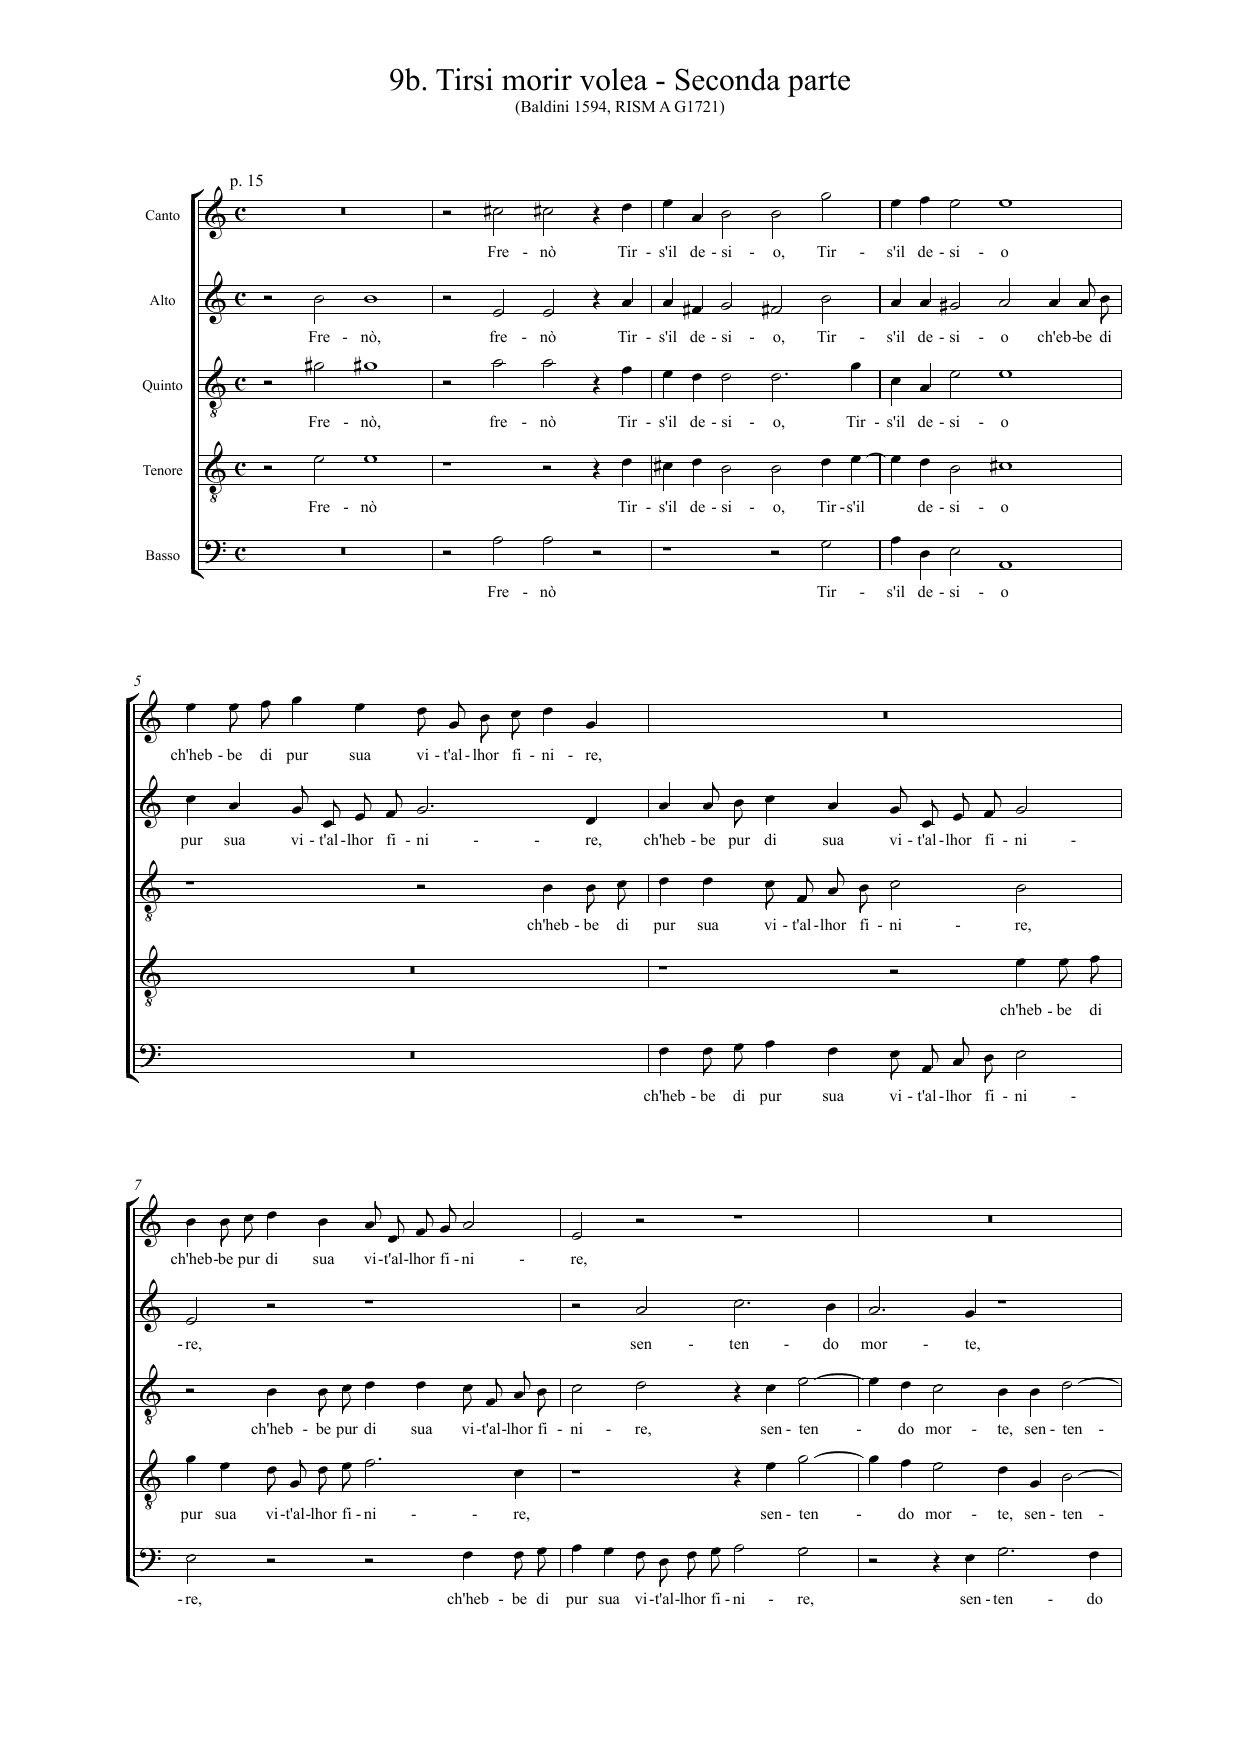 9b. Tirsi morir volea - Seconda parte
(Baldini 1594, RISM A G1721)
p. 15
Canto
Fre - nò Tir - s'il de - si - o, Tir - s'il de - si - o
Alto
Fre - nò, fre - nò Tir - s'il de - si - o, Tir - s'il de - si - o ch'eb-be di
Quinto
8
Fre - nò, fre - nò Tir - s'il de - si - o, Tir - s'il de - si - o
Tenore
8
Fre - nò Tir - s'il de - si - o, Tir - s'il de - si - o
Basso
Fre - nò Tir - s'il de - si - o
5
ch'heb - be di pur sua vi - t'al - lhor fi - ni - re,
pur sua vi - t'al - lhor fi - ni - - re, ch'heb - be pur di sua vi - t'al - lhor fi - ni -
8
ch'heb - be di pur sua vi - t'al - lhor fi - ni - re,
8
ch'heb - be di
ch'heb - be di pur sua vi - t'al - lhor fi - ni -
7
ch'heb-be pur di sua vi-t'al-lhor fi - ni - re,
- re, sen - ten - do mor - te,
8
ch'heb - be pur di sua vi-t'al-lhor fi - ni - re, sen - ten - do mor - te, sen - ten -
8
pur sua vi-t'al-lhor fi - ni - - re, sen - ten - do mor - te, sen - ten -
- re, ch'heb - be di pur sua vi-t'al-lhor fi - ni - re, sen - ten - do